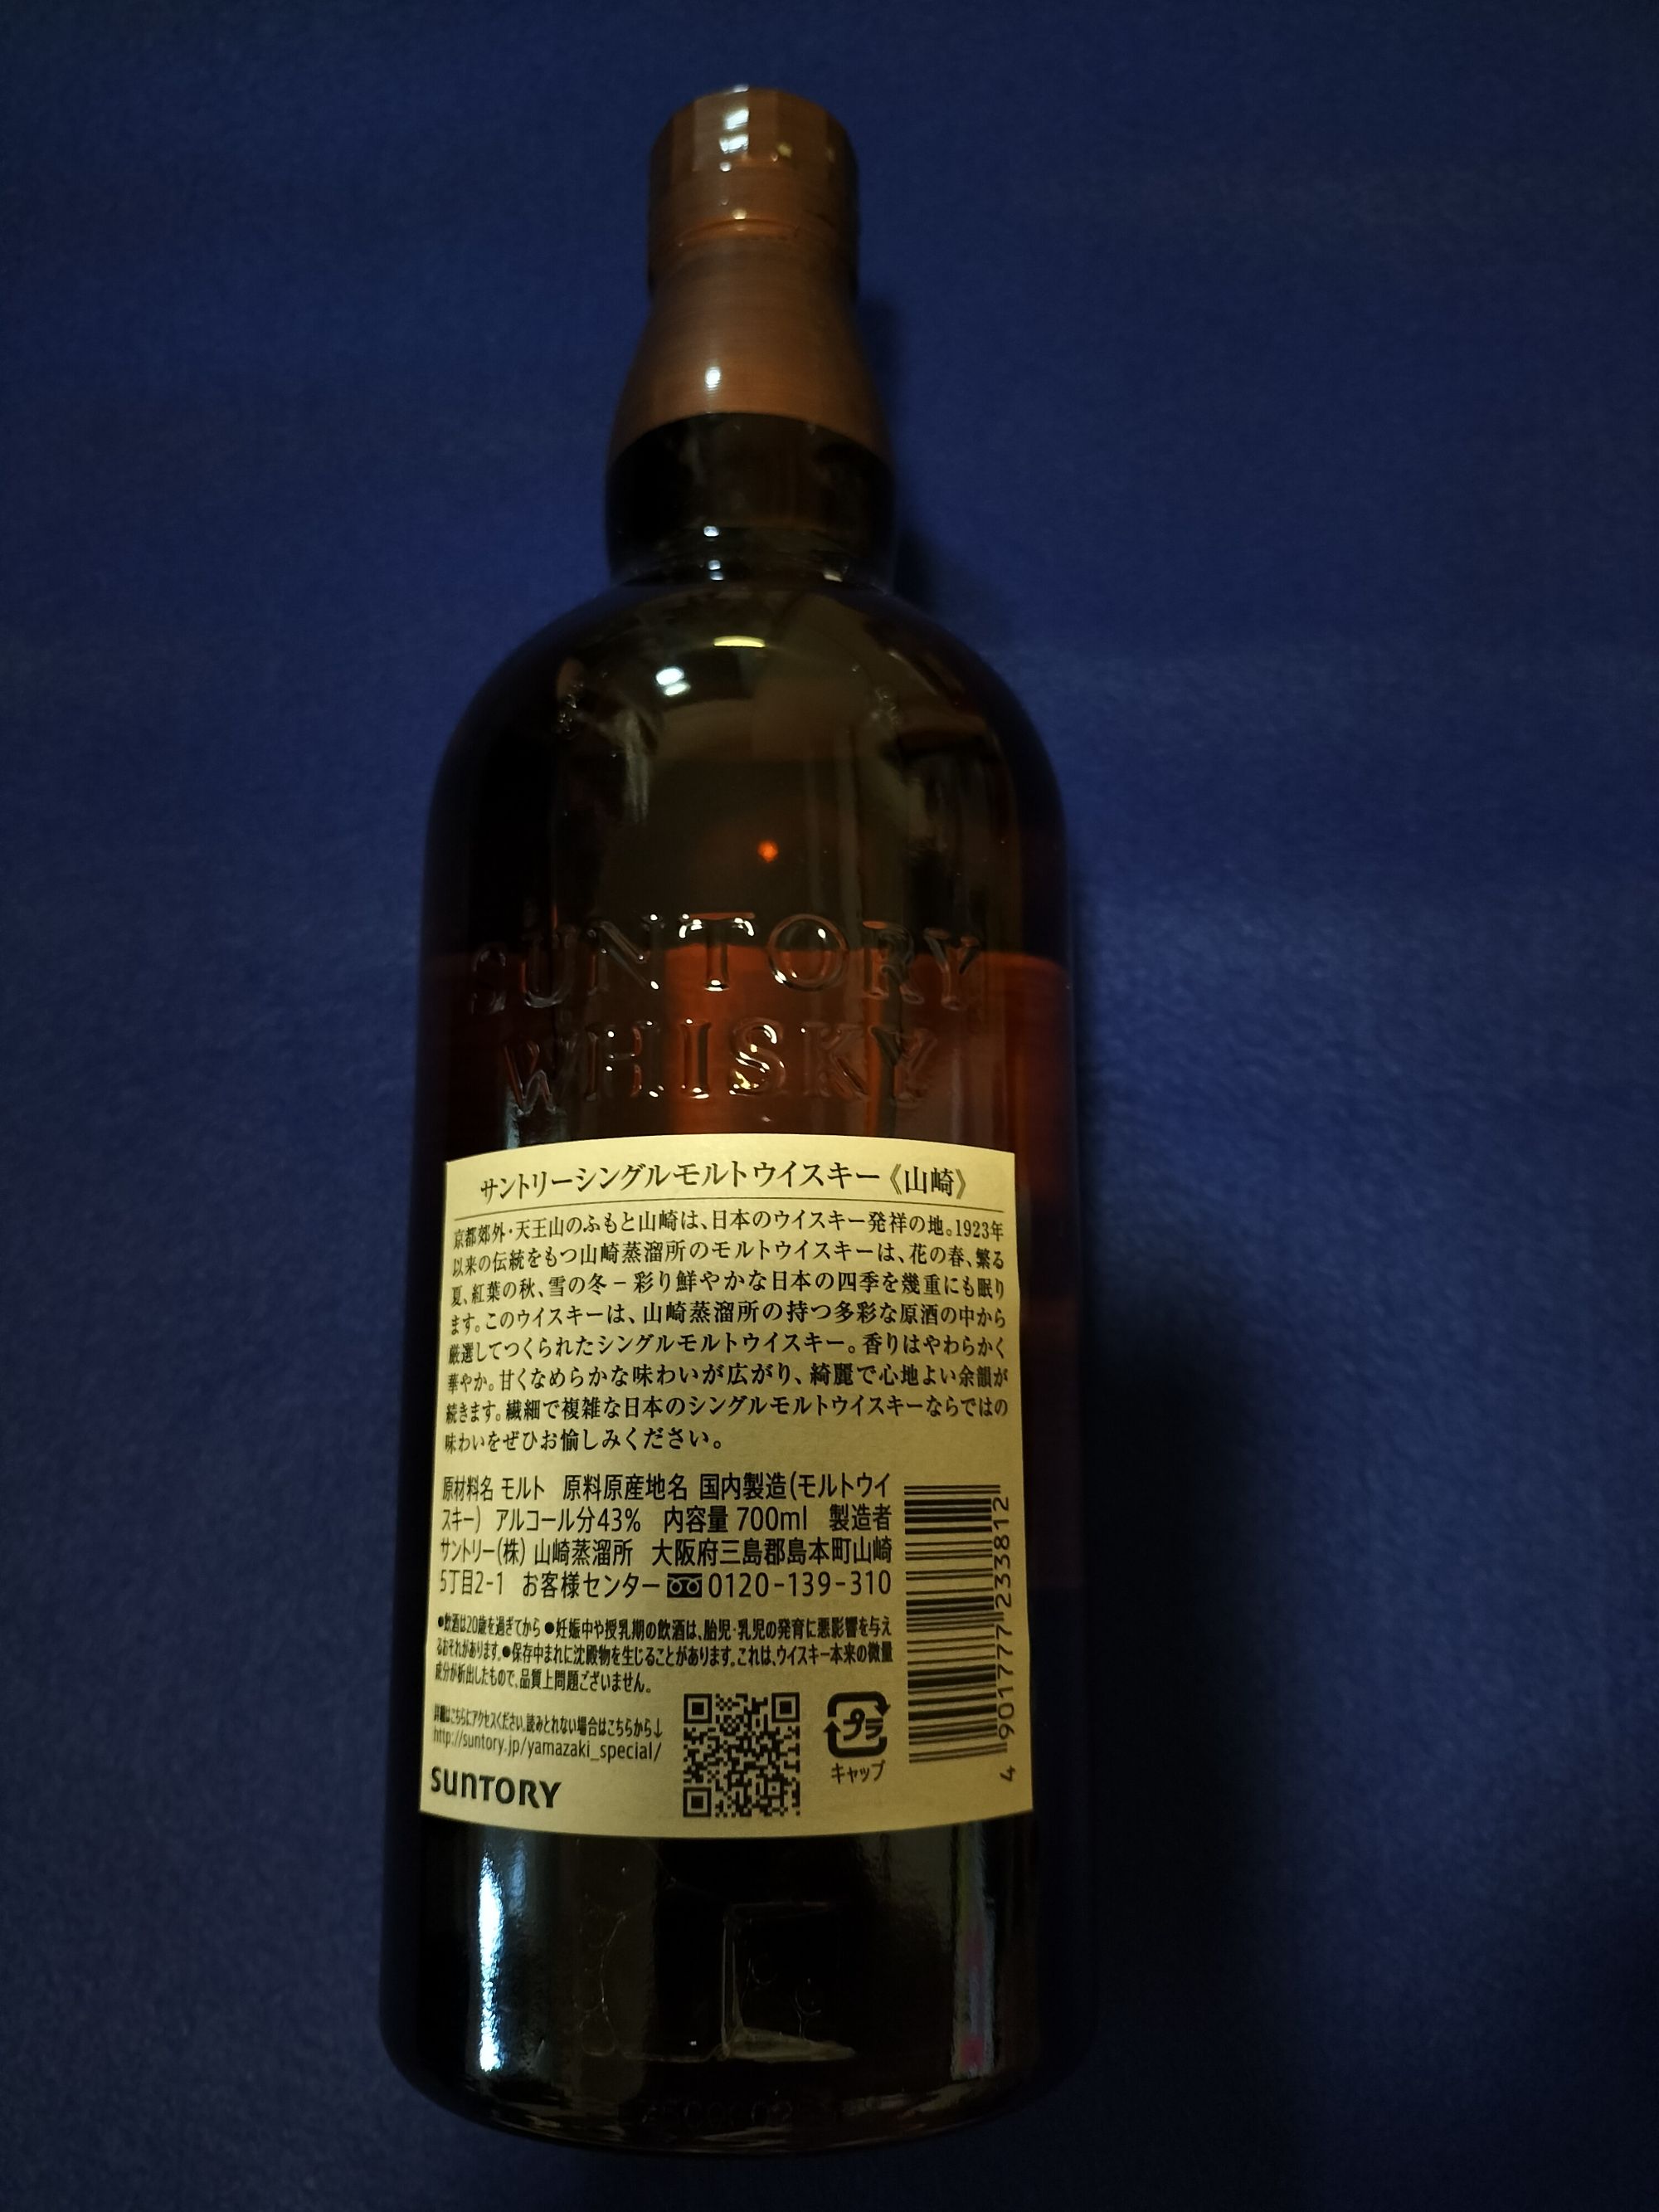 SUNTORY
WHISKY
サントリーシングルモルトウイスキー《山崎》
京都郊外・天王山のふもと山崎は、日本のウイスキー発祥の地。1923年
以来の伝統をもつ山崎蒸溜所のモルトウイスキーは、花の春、繁る
夏、紅葉の秋、雪の冬－彩り鮮やかな日本の四季を幾重にも眠り
ます。このウイスキーは、山崎蒸溜所の持つ多彩な原酒の中から
厳選してつくられたシングルモルトウイスキー。香りはやわらかく
華やか。甘くなめらかな味わいが広がり、綺麗で心地よい余韻が
続きます。繊細で複雑な日本のシングルモルトウイスキーならではの
味わいをぜひお愉しみください。
原材料名 モルト 原料原産地名 国内製造(モルトウイ
スキー) アルコール分43% 内容量 700ml 製造者
サントリー(株) 山崎蒸溜所 大阪府三島郡島本町山崎
5丁目2-1 お客様センター 0120-139-310
●飲酒は20歳を過ぎてから ●妊娠中や授乳期の飲酒は、胎児・乳児の発育に悪影響を与え
るおそれがあります。●保存中まれに沈殿物を生じることがあります。これは、ウイスキー本来の微量
成分が析出したもので、品質上問題ございません。
詳細はこちらにアクセスください。読みとれない場合はこちらから↓
http://suntory.jp/yamazaki_special/
SUNTORY
プラ
キャップ
4 901777 233812